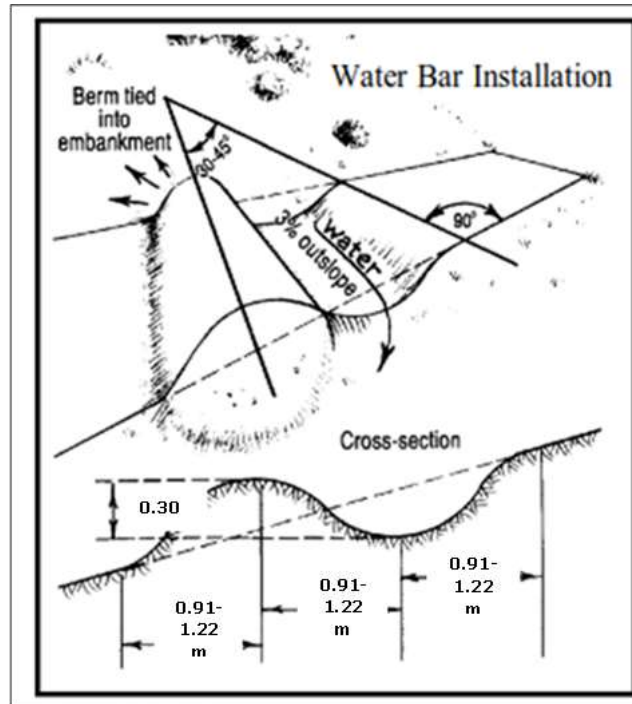 Water Bar Installation
Berm tied
into
embankment
30-45°
90°
water
3% outslope
Cross-section
0.30
0.91-
1.22
m
0.91-
1.22
m
0.91-
1.22
m